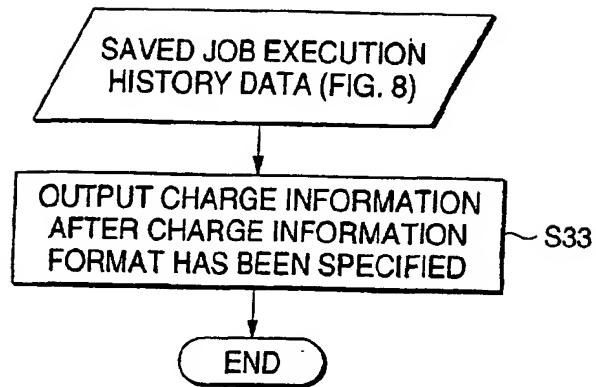 SAVED JOB EXECUTION
HISTORY DATA (FIG. 8)
OUTPUT CHARGE INFORMATION
AFTER CHARGE INFORMATION
FORMAT HAS BEEN SPECIFIED
S33
END